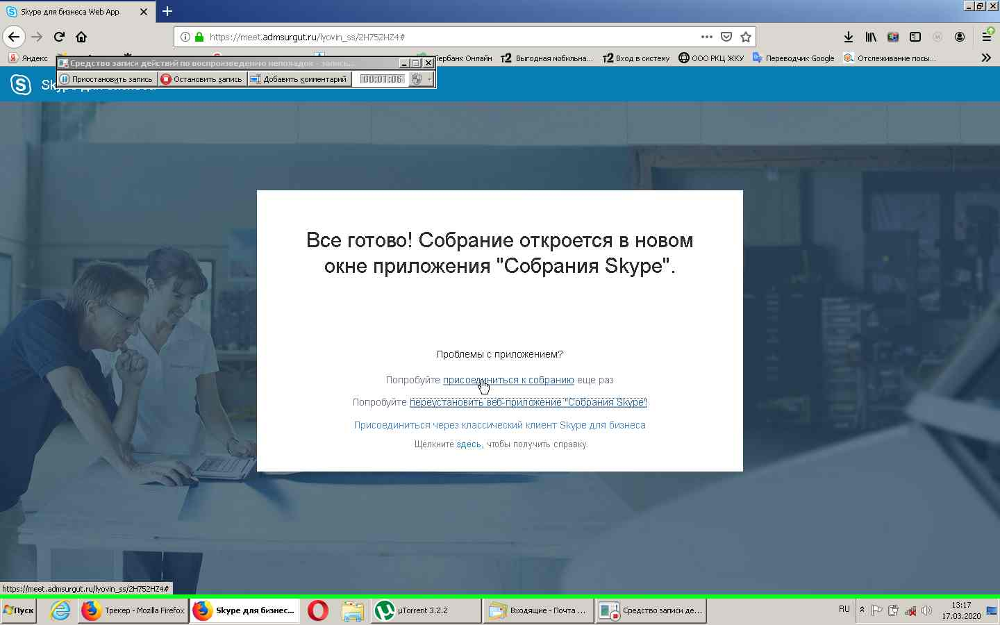 Skype для бизнеса Web App
https://meet.admsurgut.ru/lyovin_ss/2H752HZ4#
Яндекс
ербанк Онлайн
Выгодная мобильна...
Вход в систему
ООО РКЦ ЖКУ
Переводчик Google
Отслеживание посы...
Средство записи действий по воспроизведению неполадок - запись...
Приостановить запись
Остановить запись
Добавить комментарий
00:01:06
Skype для бизнеса
Все готово! Собрание откроется в новом
окне приложения "Собрания Skype".
Проблемы с приложением?
Попробуйте присоединиться к собранию еще раз
Попробуйте переустановить веб-приложение "Собрания Skype"
Присоединиться через классический клиент Skype для бизнеса
Щелкните здесь, чтобы получить справку.
https://meet.admsurgut.ru/lyovin_ss/2H752HZ4#
Пуск
Трекер - Mozilla Firefox
Skype для бизнес...
µTorrent 3.2.2
Входящие - Почта ...
Средство записи де...
RU
13:17
17.03.2020